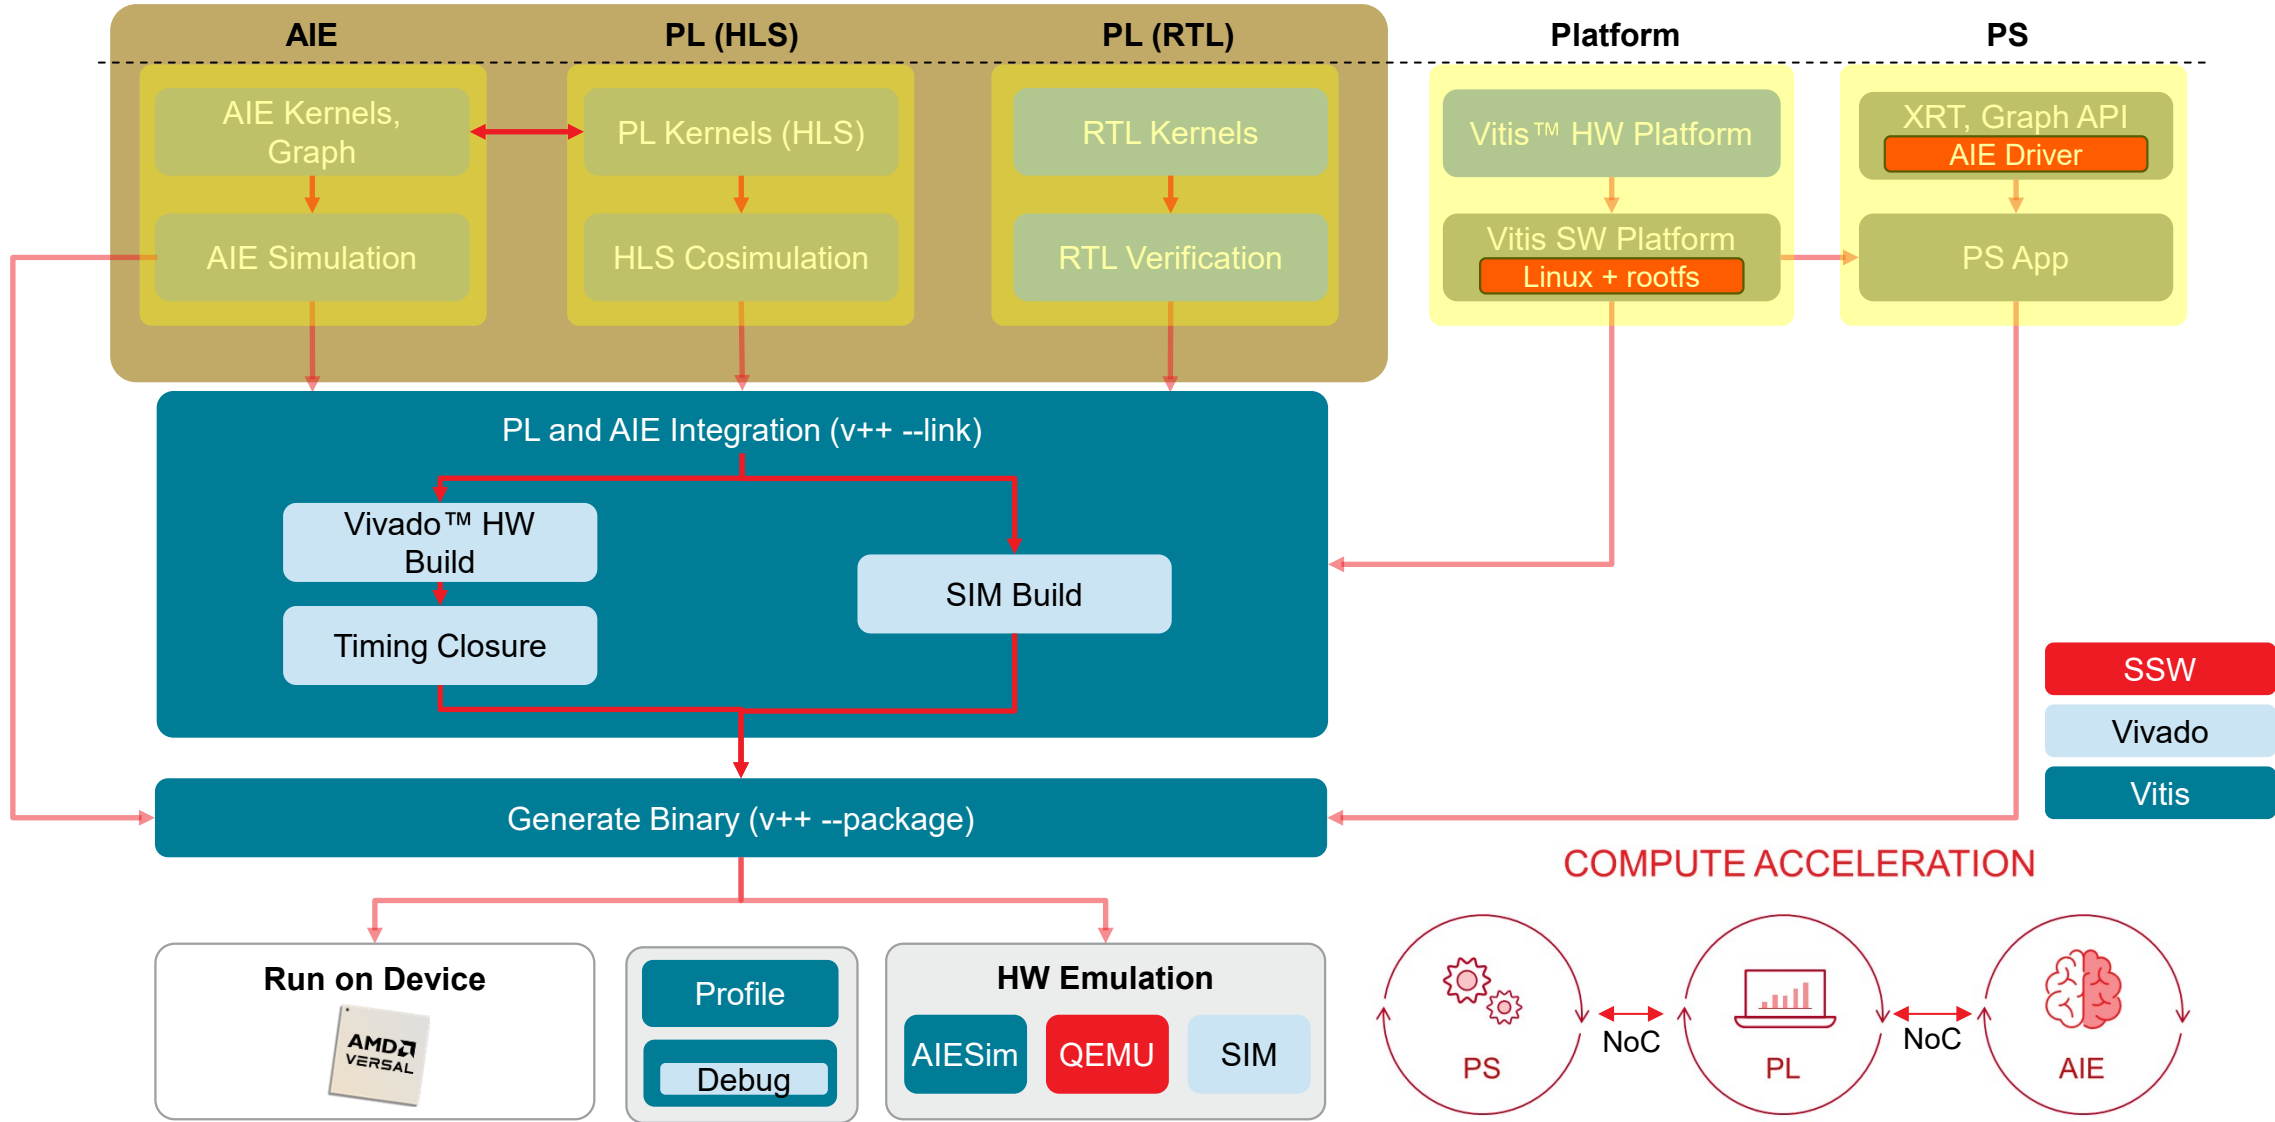 AIE
PL (HLS)
PL (RTL)
Platform
PS
AIE Kernels,
Graph
PL Kernels (HLS)
RTL Kernels
Vitis™ HW Platform
XRT, Graph API
AIE Driver
AIE Simulation
HLS Cosimulation
RTL Verification
Vitis SW Platform
Linux + rootfs
PS App
PL and AIE Integration (v++ --link)
Vivado™ HW
Build
SIM Build
Timing Closure
SSW
Vivado
Vitis
Generate Binary (v++ --package)
COMPUTE ACCELERATION
Run on Device
AMD
VERSAL
Profile
Debug
HW Emulation
AIESim
QEMU
SIM
PS
NoC
PL
NoC
AIE